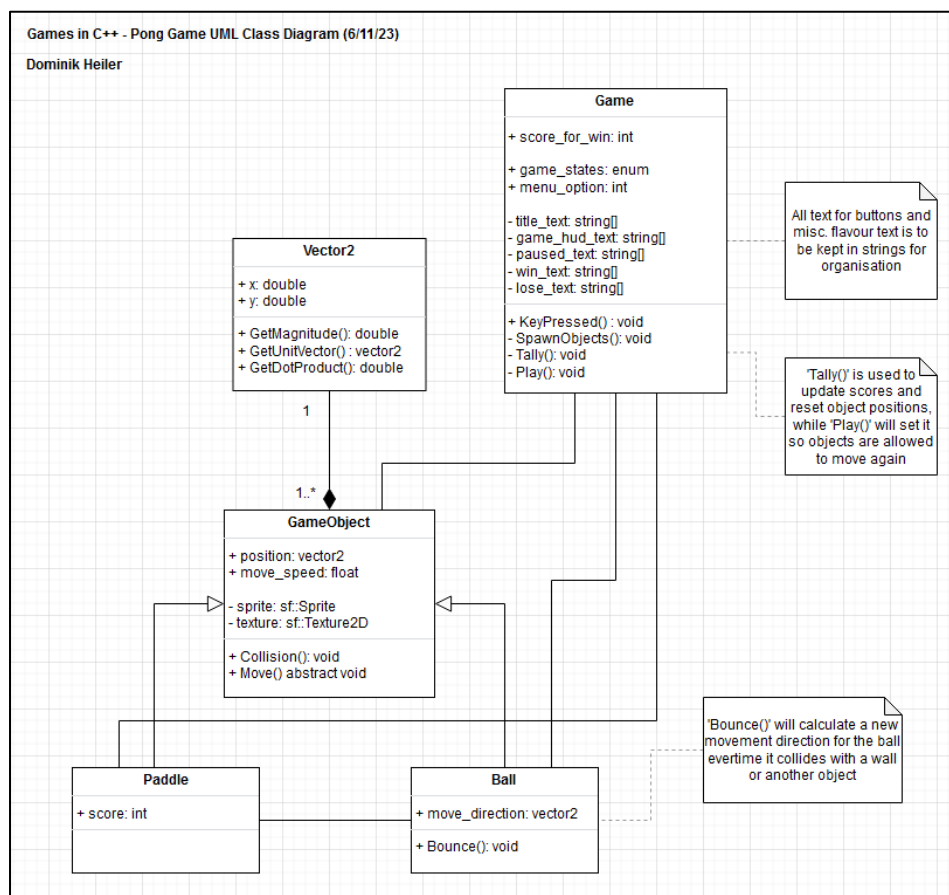 Games in C++ - Pong Game UML Class Diagram (6/11/23)
Dominik Heiler
Game
+ score_for_win: int
+ game_states: enum
+ menu_option: int
- title_text: string[]
- game_hud_text: string[]
- paused_text: string[]
- win_text: string[]
- lose_text: string[]
+ KeyPressed() : void
- SpawnObjects(): void
- Tally(): void
- Play(): void
All text for buttons and
misc. flavour text is to
be kept in strings for
organisation
Vector2
+ x: double
+ y: double
+ GetMagnitude(): double
+ GetUnitVector() : vector2
+ GetDotProduct(): double
'Tally()' is used to
update scores and
reset object positions,
while 'Play()' will set it
so objects are allowed
to move again
1
1..*
GameObject
+ position: vector2
+ move_speed: float
- sprite: sf::Sprite
- texture: sf::Texture2D
+ Collision(): void
+ Move() abstract void
'Bounce()' will calculate a new
movement direction for the ball
evertime it collides with a wall
or another object
Paddle
+ score: int
Ball
+ move_direction: vector2
+ Bounce(): void